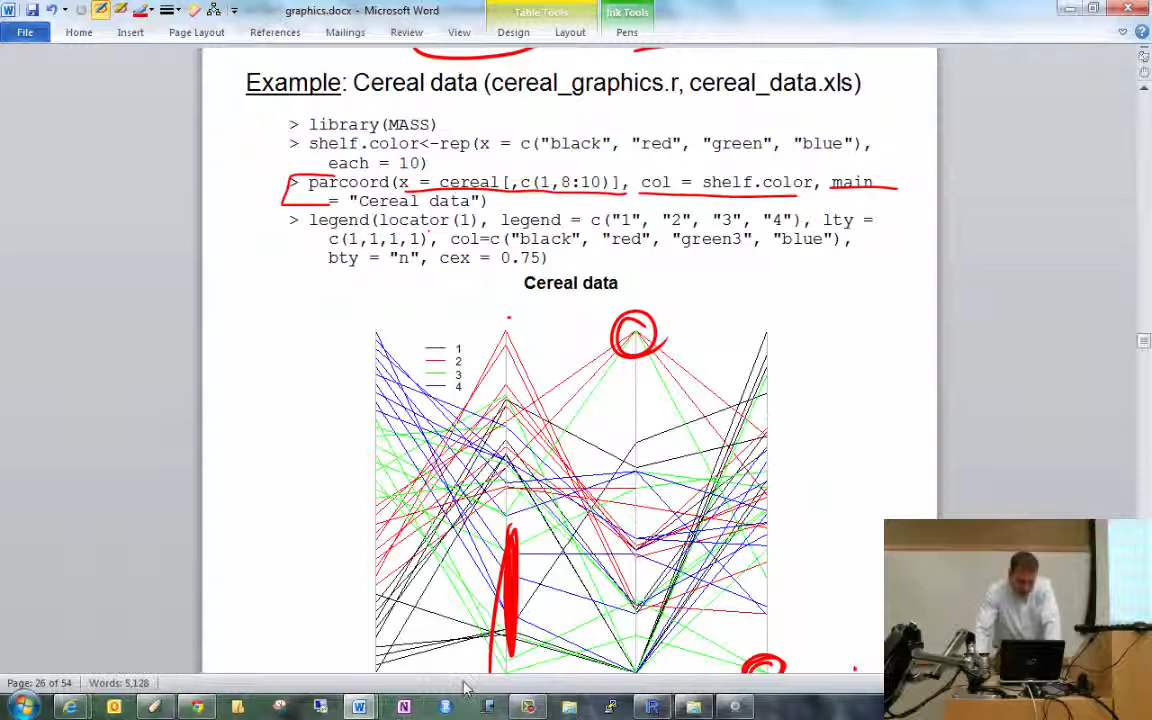 graphics.docx - Microsoft Word
Table Tools
Ink Tools
File
Home
Insert
Page Layout
References
Mailings
Review
View
Design
Layout
Pens
Example: Cereal data (cereal_graphics.r, cereal_data.xls)
> library(MASS)
> shelf.color<-rep(x = c("black", "red", "green", "blue"),
each = 10)
> parcoord(x = cereal[,c(1,8:10)], col = shelf.color, main
= "Cereal data")
> legend(locator(1), legend = c("1", "2", "3", "4"), lty =
c(1,1,1,1), col=c("black", "red", "green3", "blue"),
bty = "n", cex = 0.75)
Cereal data
1
2
3
4
Page: 26 of 54
Words: 5,128